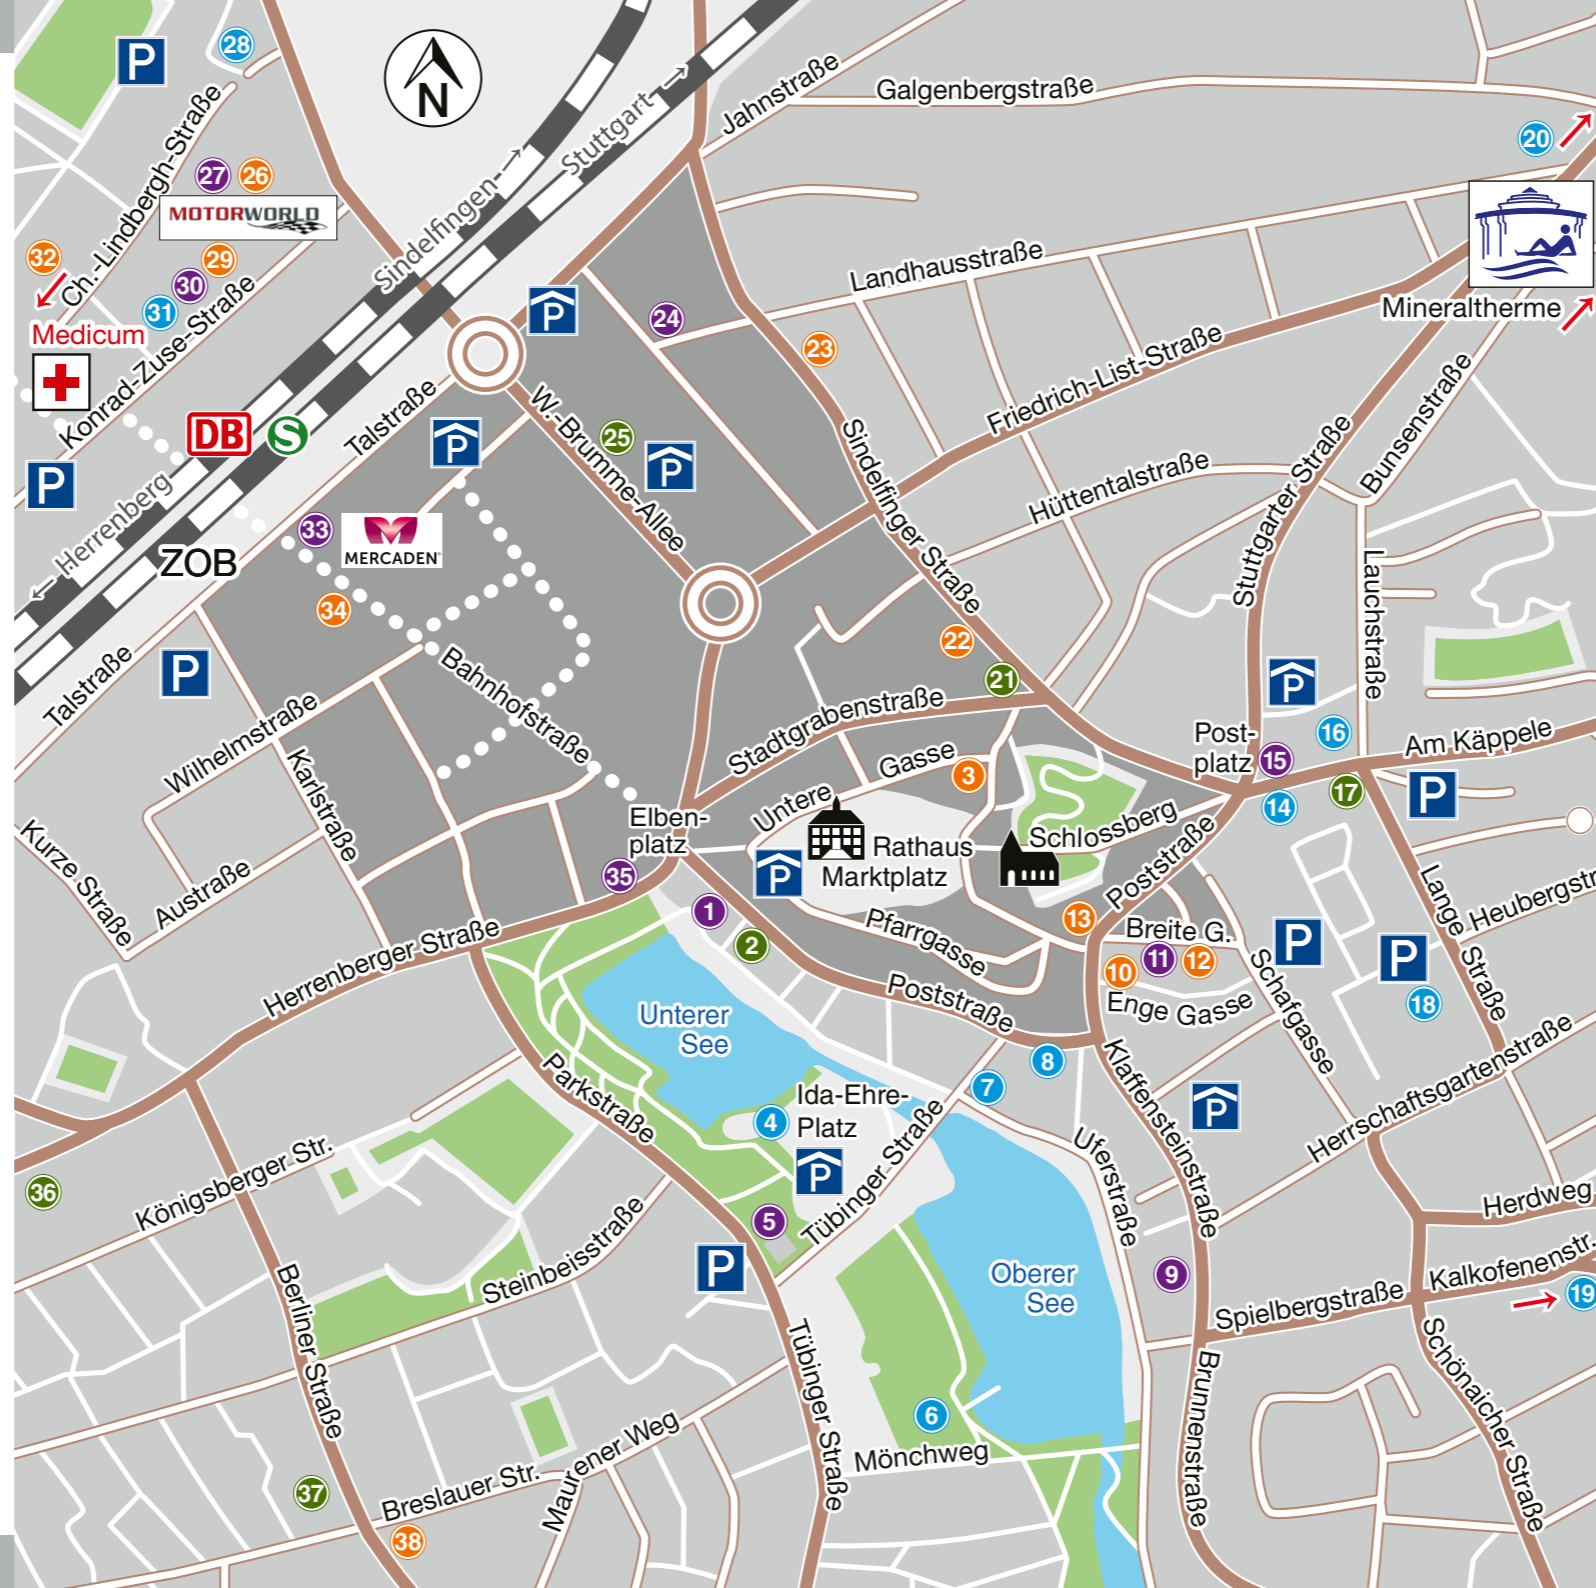 28
P
N
Stuttgart →
Jahnstraße
Galgenbergstraße
20
Ch.-Lindbergh-Straße
27
26
MOTORWORLD
Sindelfingen →
32
29
30
31
Konrad-Zuse-Straße
Medicum
Landhausstraße
Mineraltherme
P
24
23
Friedrich-List-Straße
DB
S
Talstraße
P
W.-Brumme-Allee
25
P
Sindelfinger Straße
Hüttentalstraße
Stuttgarter Straße
Bunsenstraße
P
← Herrenberg
ZOB
33
MERCADEN
34
Lauchstraße
22
21
P
Talstraße
P
Bahnhofstraße
Wilhelmstraße
Karlstraße
Stadtgrabenstraße
Post-
platz
15
16
Am Käppele
14
17
P
Untere
Gasse
3
Elben-
platz
Kurze Straße
Austraße
35
P
Rathaus
Marktplatz
Schlossberg
Poststraße
Lange Straße
Heubergstr
1
2
Pfarrgasse
13
Breite G.
10
11
12
Enge Gasse
Schafgasse
P
P
18
Herrenberger Straße
Unterer
See
Poststraße
8
7
Klaffensteinstraße
P
Herrschaftsgartenstraße
Parkstraße
Ida-Ehre-
Platz
4
P
5
Tübinger Straße
Uferstraße
36
Königsberger Str.
Steinbeisstraße
P
Oberer
See
9
Herdweg
Kalkofenenstr.
19
Spielbergstraße
Berliner Straße
Tübinger Straße
Schönaicher Straße
Brunnenstraße
6
Mönchweg
37
Breslauer Str.
Maurener Weg
38